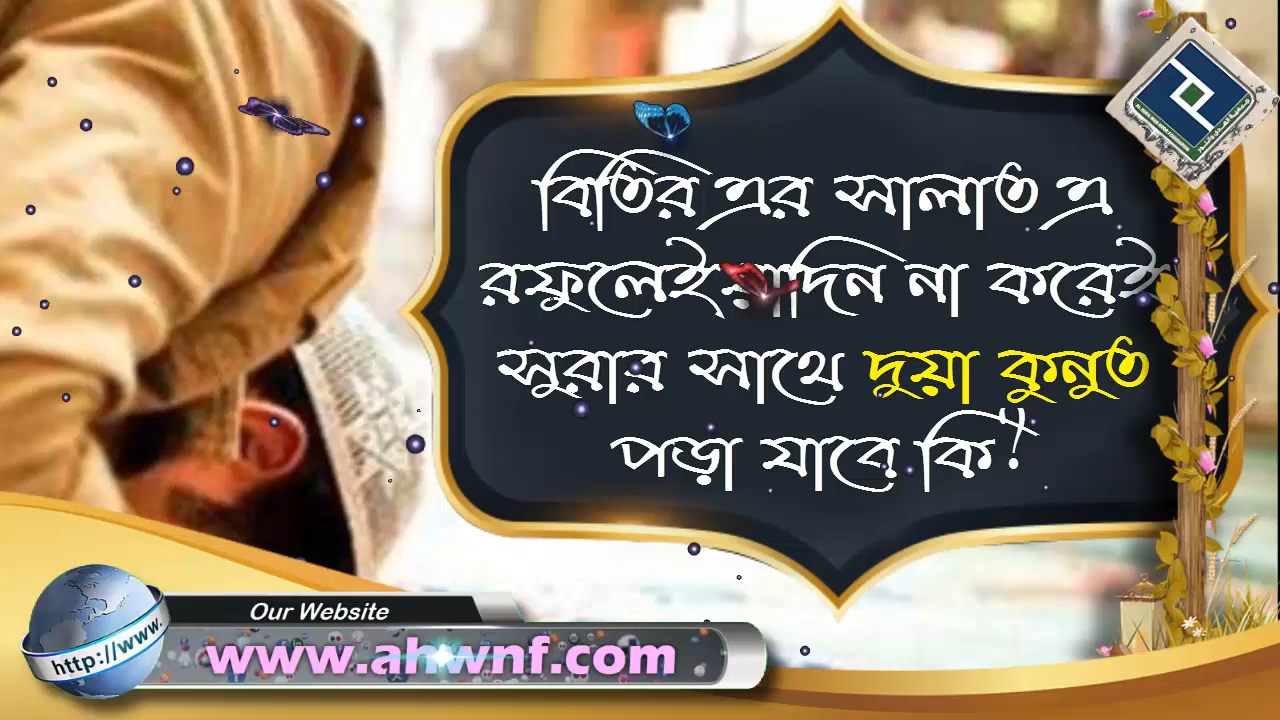 বিতির এর সালাত এ
রফুলেইয়াদিন না করেই
সুরার সাথে দুয়া কুনুত
পড়া যাবে কি!
Our Website
http://www.
www.ahwnf.com